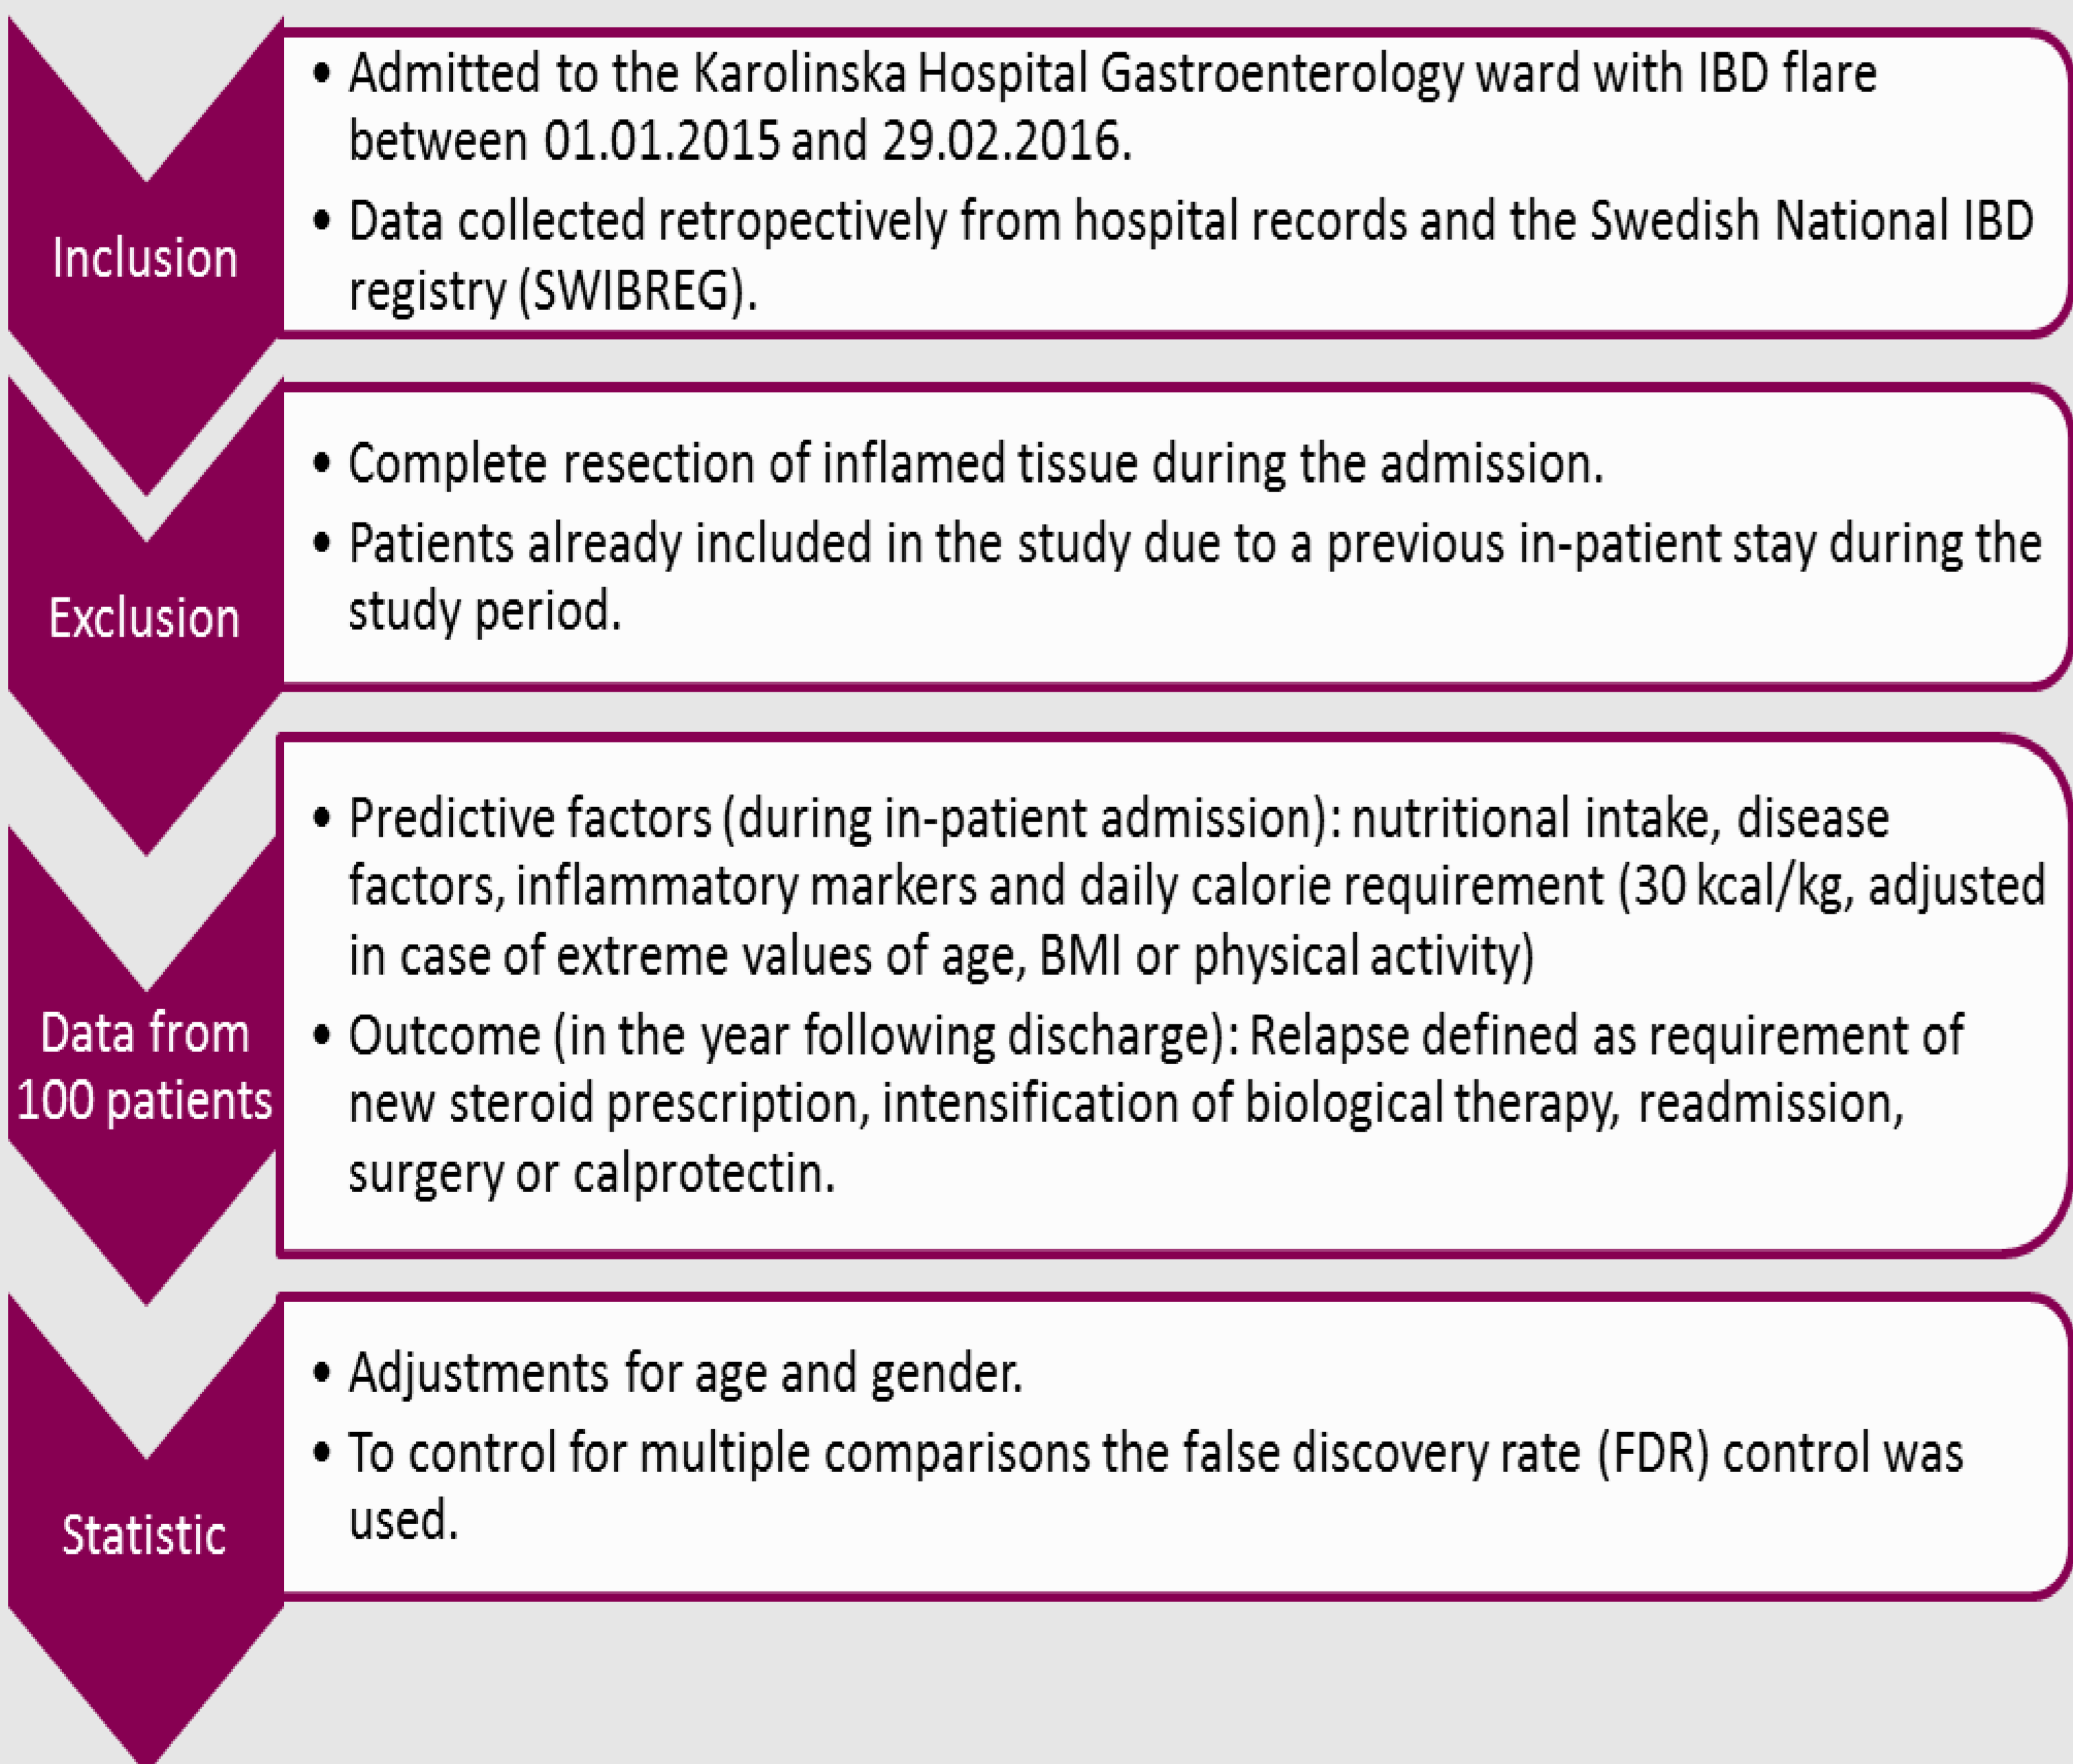 Inclusion
• Admitted to the Karolinska Hospital Gastroenterology ward with IBD flare
between 01.01.2015 and 29.02.2016.
• Data collected retropectively from hospital records and the Swedish National IBD
registry (SWIBREG).
Exclusion
• Complete resection of inflamed tissue during the admission.
• Patients already included in the study due to a previous in-patient stay during the
study period.
Data from
100 patients
• Predictive factors (during in-patient admission): nutritional intake, disease
factors, inflammatory markers and daily calorie requirement (30 kcal/kg, adjusted
in case of extreme values of age, BMI or physical activity)
• Outcome (in the year following discharge): Relapse defined as requirement of
new steroid prescription, intensification of biological therapy, readmission,
surgery or calprotectin.
Statistic
• Adjustments for age and gender.
• To control for multiple comparisons the false discovery rate (FDR) control was
used.